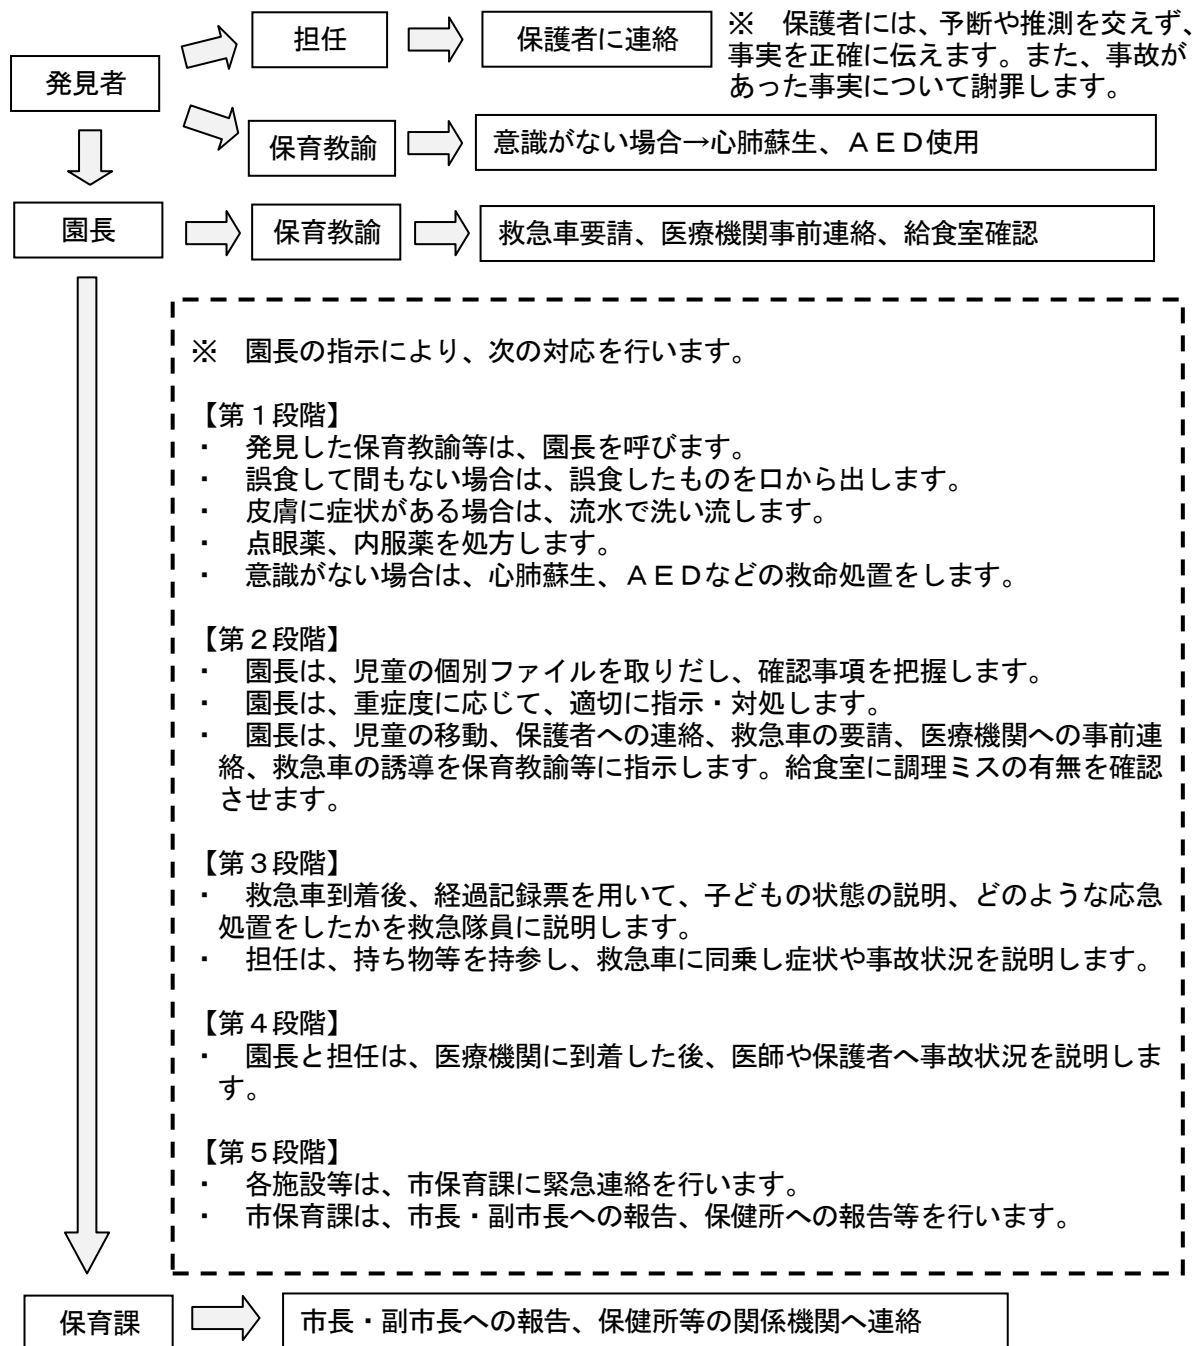 発見者
担任
保護者に連絡
※　保護者には、予断や推測を交えず、
事実を正確に伝えます。また、事故が
あった事実について謝罪します。
保育教諭
意識がない場合→心肺蘇生、ＡＥＤ使用
園長
保育教諭
救急車要請、医療機関事前連絡、給食室確認
※　園長の指示により、次の対応を行います。
【第１段階】
・　発見した保育教諭等は、園長を呼びます。
・　誤食して間もない場合は、誤食したものを口から出します。
・　皮膚に症状がある場合は、流水で洗い流します。
・　点眼薬、内服薬を処方します。
・　意識がない場合は、心肺蘇生、ＡＥＤなどの救命処置をします。
【第２段階】
・　園長は、児童の個別ファイルを取りだし、確認事項を把握します。
・　園長は、重症度に応じて、適切に指示・対処します。
・　園長は、児童の移動、保護者への連絡、救急車の要請、医療機関への事前連
絡、救急車の誘導を保育教諭等に指示します。給食室に調理ミスの有無を確認
させます。
【第３段階】
・　救急車到着後、経過記録票を用いて、子どもの状態の説明、どのような応急
処置をしたかを救急隊員に説明します。
・　担任は、持ち物等を持参し、救急車に同乗し症状や事故状況を説明します。
【第４段階】
・　園長と担任は、医療機関に到着した後、医師や保護者へ事故状況を説明しま
す。
【第５段階】
・　各施設等は、市保育課に緊急連絡を行います。
・　市保育課は、市長・副市長への報告、保健所への報告等を行います。
保育課
市長・副市長への報告、保健所等の関係機関へ連絡